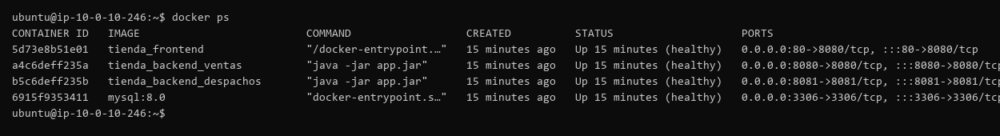 ubuntu@ip-10-0-10-246:~$ docker ps
CONTAINER ID   IMAGE                          COMMAND                  CREATED          STATUS                    PORTS
5d73e8b51e01   tienda_frontend                "/docker-entrypoint.…"   15 minutes ago   Up 15 minutes (healthy)   0.0.0.0:80->8080/tcp, :::80->8080/tcp
a4c6deff235a   tienda_backend_ventas          "java -jar app.jar"      15 minutes ago   Up 15 minutes (healthy)   0.0.0.0:8080->8080/tcp, :::8080->8080/tc
b5c6deff235b   tienda_backend_despachos       "java -jar app.jar"      15 minutes ago   Up 15 minutes (healthy)   0.0.0.0:8081->8081/tcp, :::8081->8081/tc
6915f9353411   mysql:8.0                      "docker-entrypoint.s…"   15 minutes ago   Up 15 minutes (healthy)   0.0.0.0:3306->3306/tcp, :::3306->3306/tc
ubuntu@ip-10-0-10-246:~$